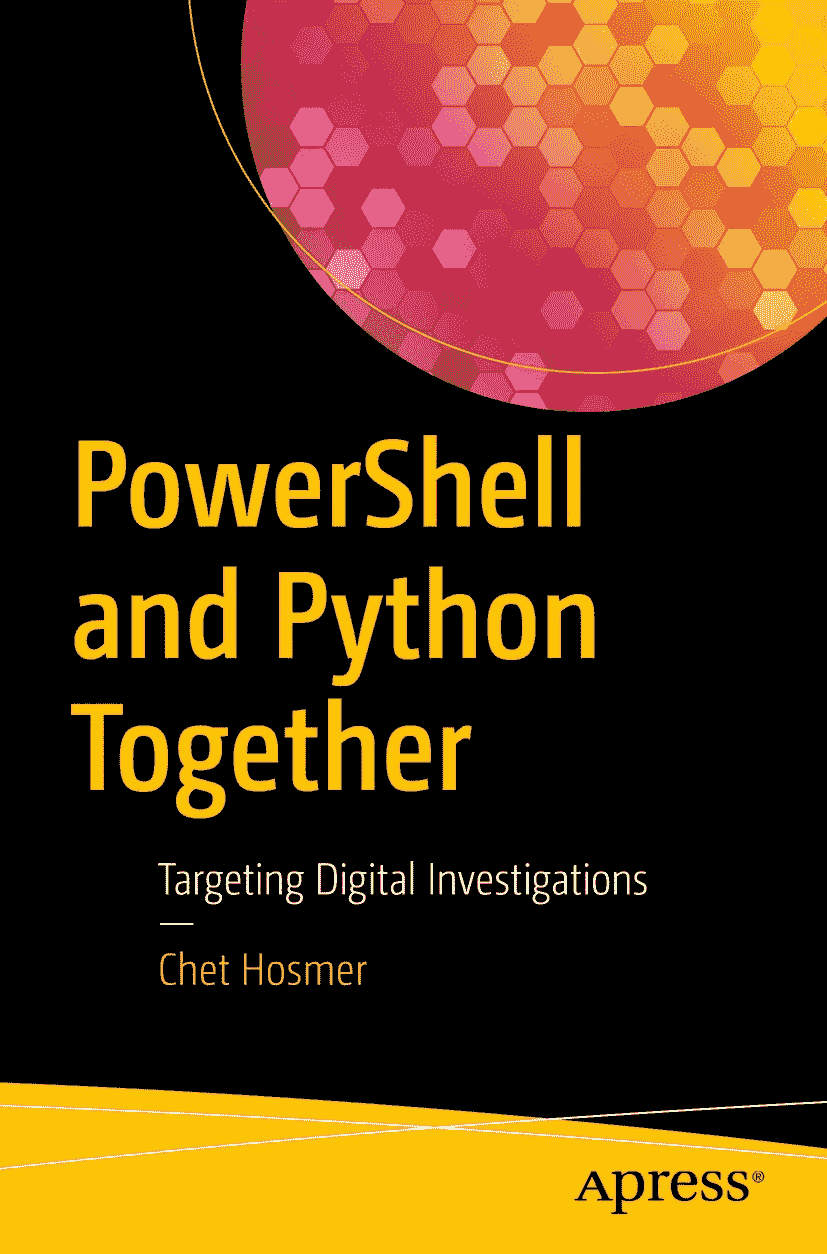 PowerShell
and Python
Together
Targeting Digital Investigations
Chet Hosmer
Apress®